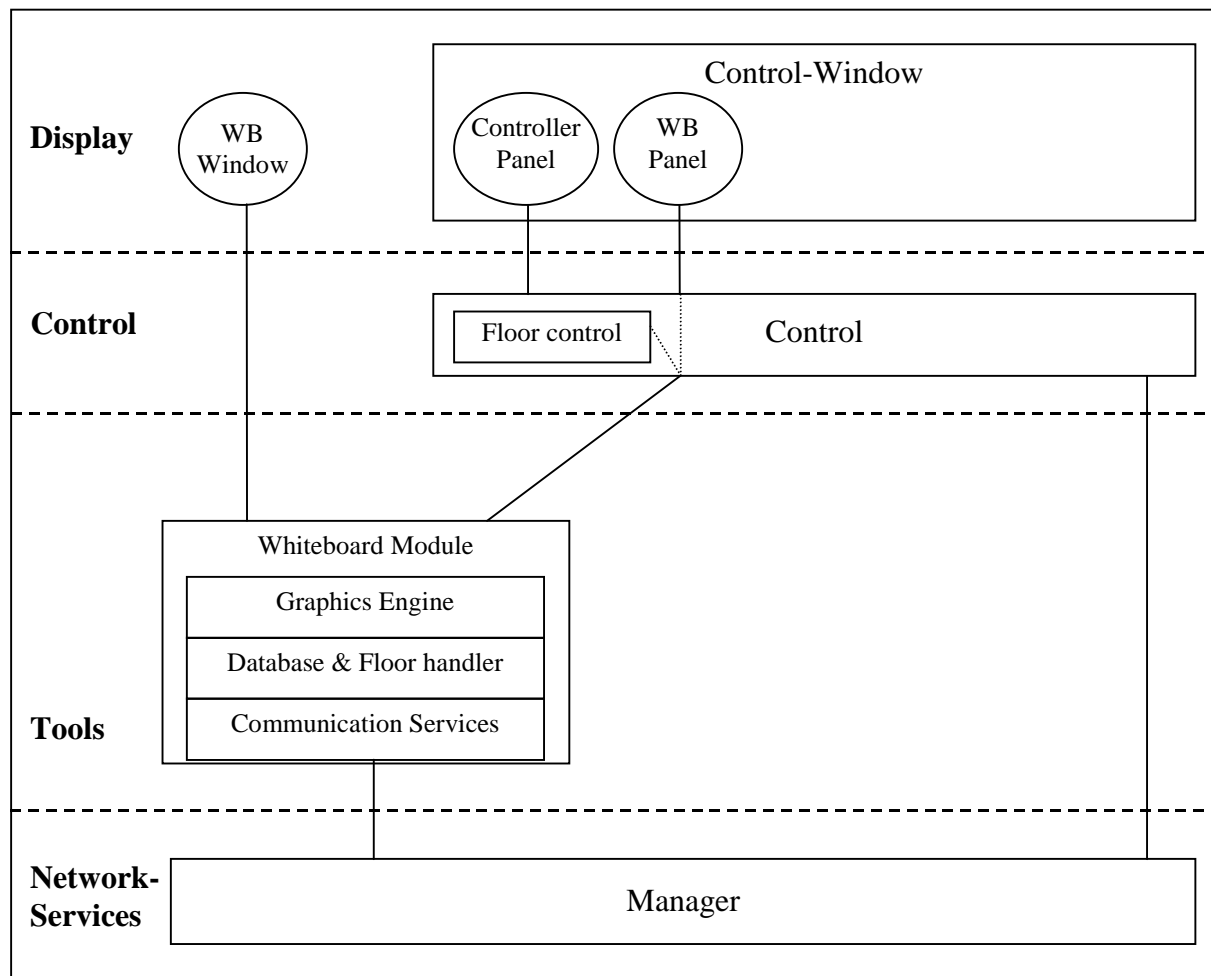 Control-Window
Display
WB
Window
Controller
Panel
WB
Panel
Control
Floor control
Control
Whiteboard Module
Graphics Engine
Database & Floor handler
Communication Services
Tools
Network-
Services
Manager